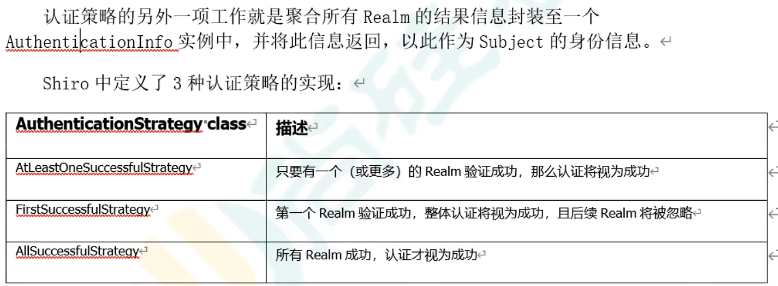 认证策略的另外一项工作就是聚合所有 Realm 的结果信息封装至一个
AuthenticationInfo 实例中，并将此信息返回，以此作为 Subject 的身份信息。
Shiro 中定义了 3 种认证策略的实现：
AuthenticationStrategy class 描述
AtLeastOneSuccessfulStrategy 只要有一个（或更多）的 Realm 验证成功，那么认证将视为成功
FirstSuccessfulStrategy 第一个 Realm 验证成功，整体认证将视为成功，且后续 Realm 将被忽略
AllSuccessfulStrategy 所有 Realm 成功，认证才视为成功